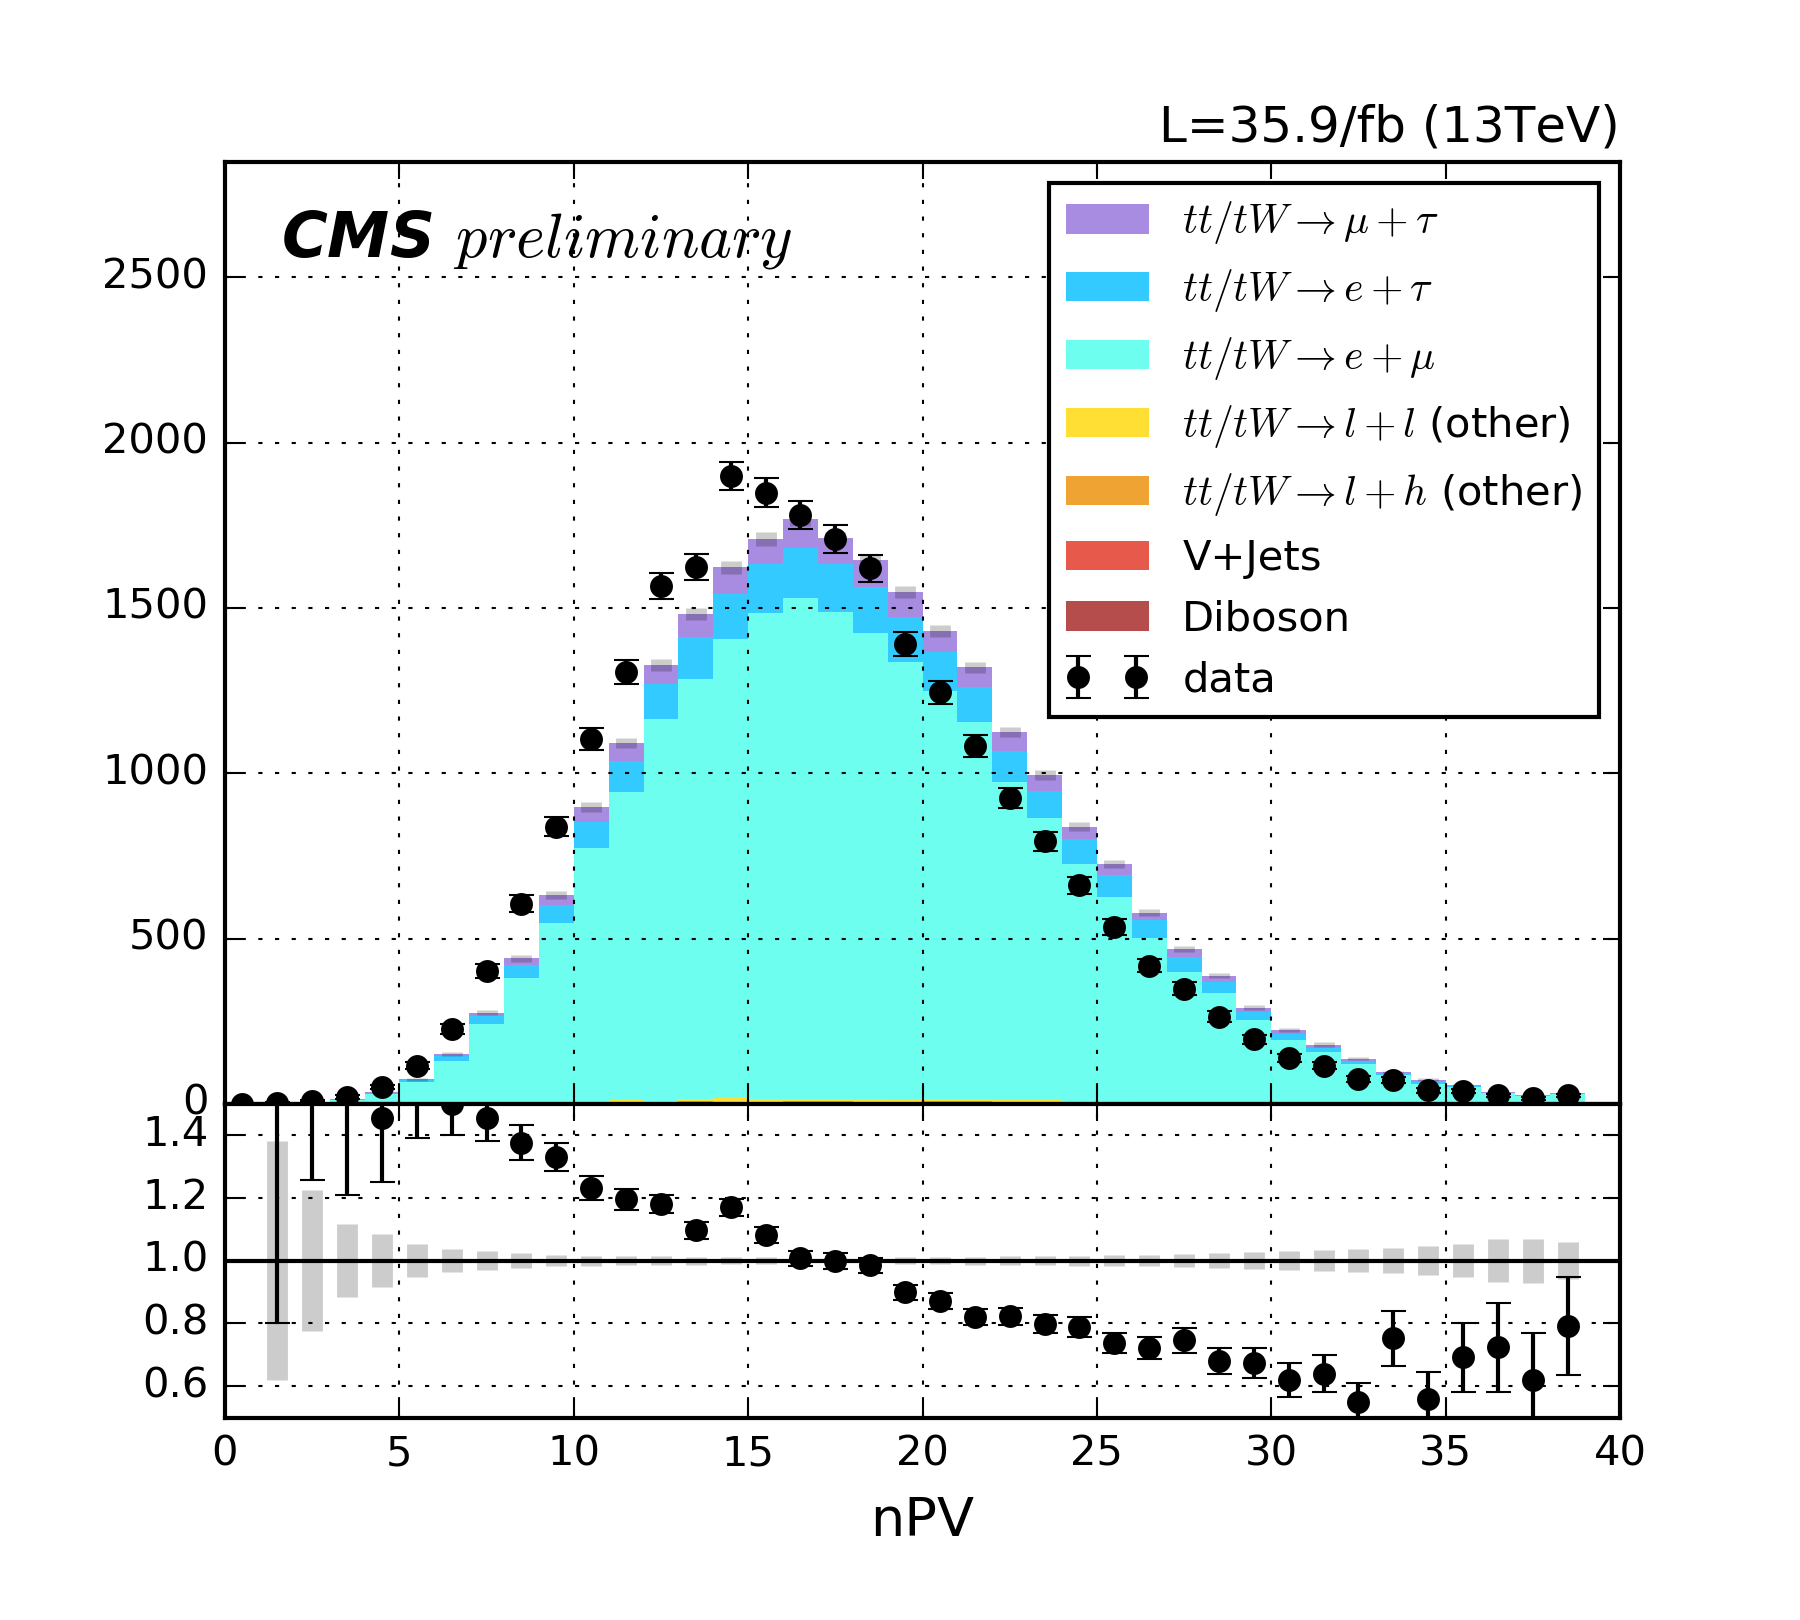 L=35.9/fb (13TeV)
CMS preliminary
tt/tW → μ + τ
tt/tW → e + τ
tt/tW → e + μ
tt/tW → l + l (other)
tt/tW → l + h (other)
V+Jets
Diboson
data
2500
2000
1500
1000
500
0
1.4
1.2
1.0
0.8
0.6
0 5 10 15 20 25 30 35 40
nPV